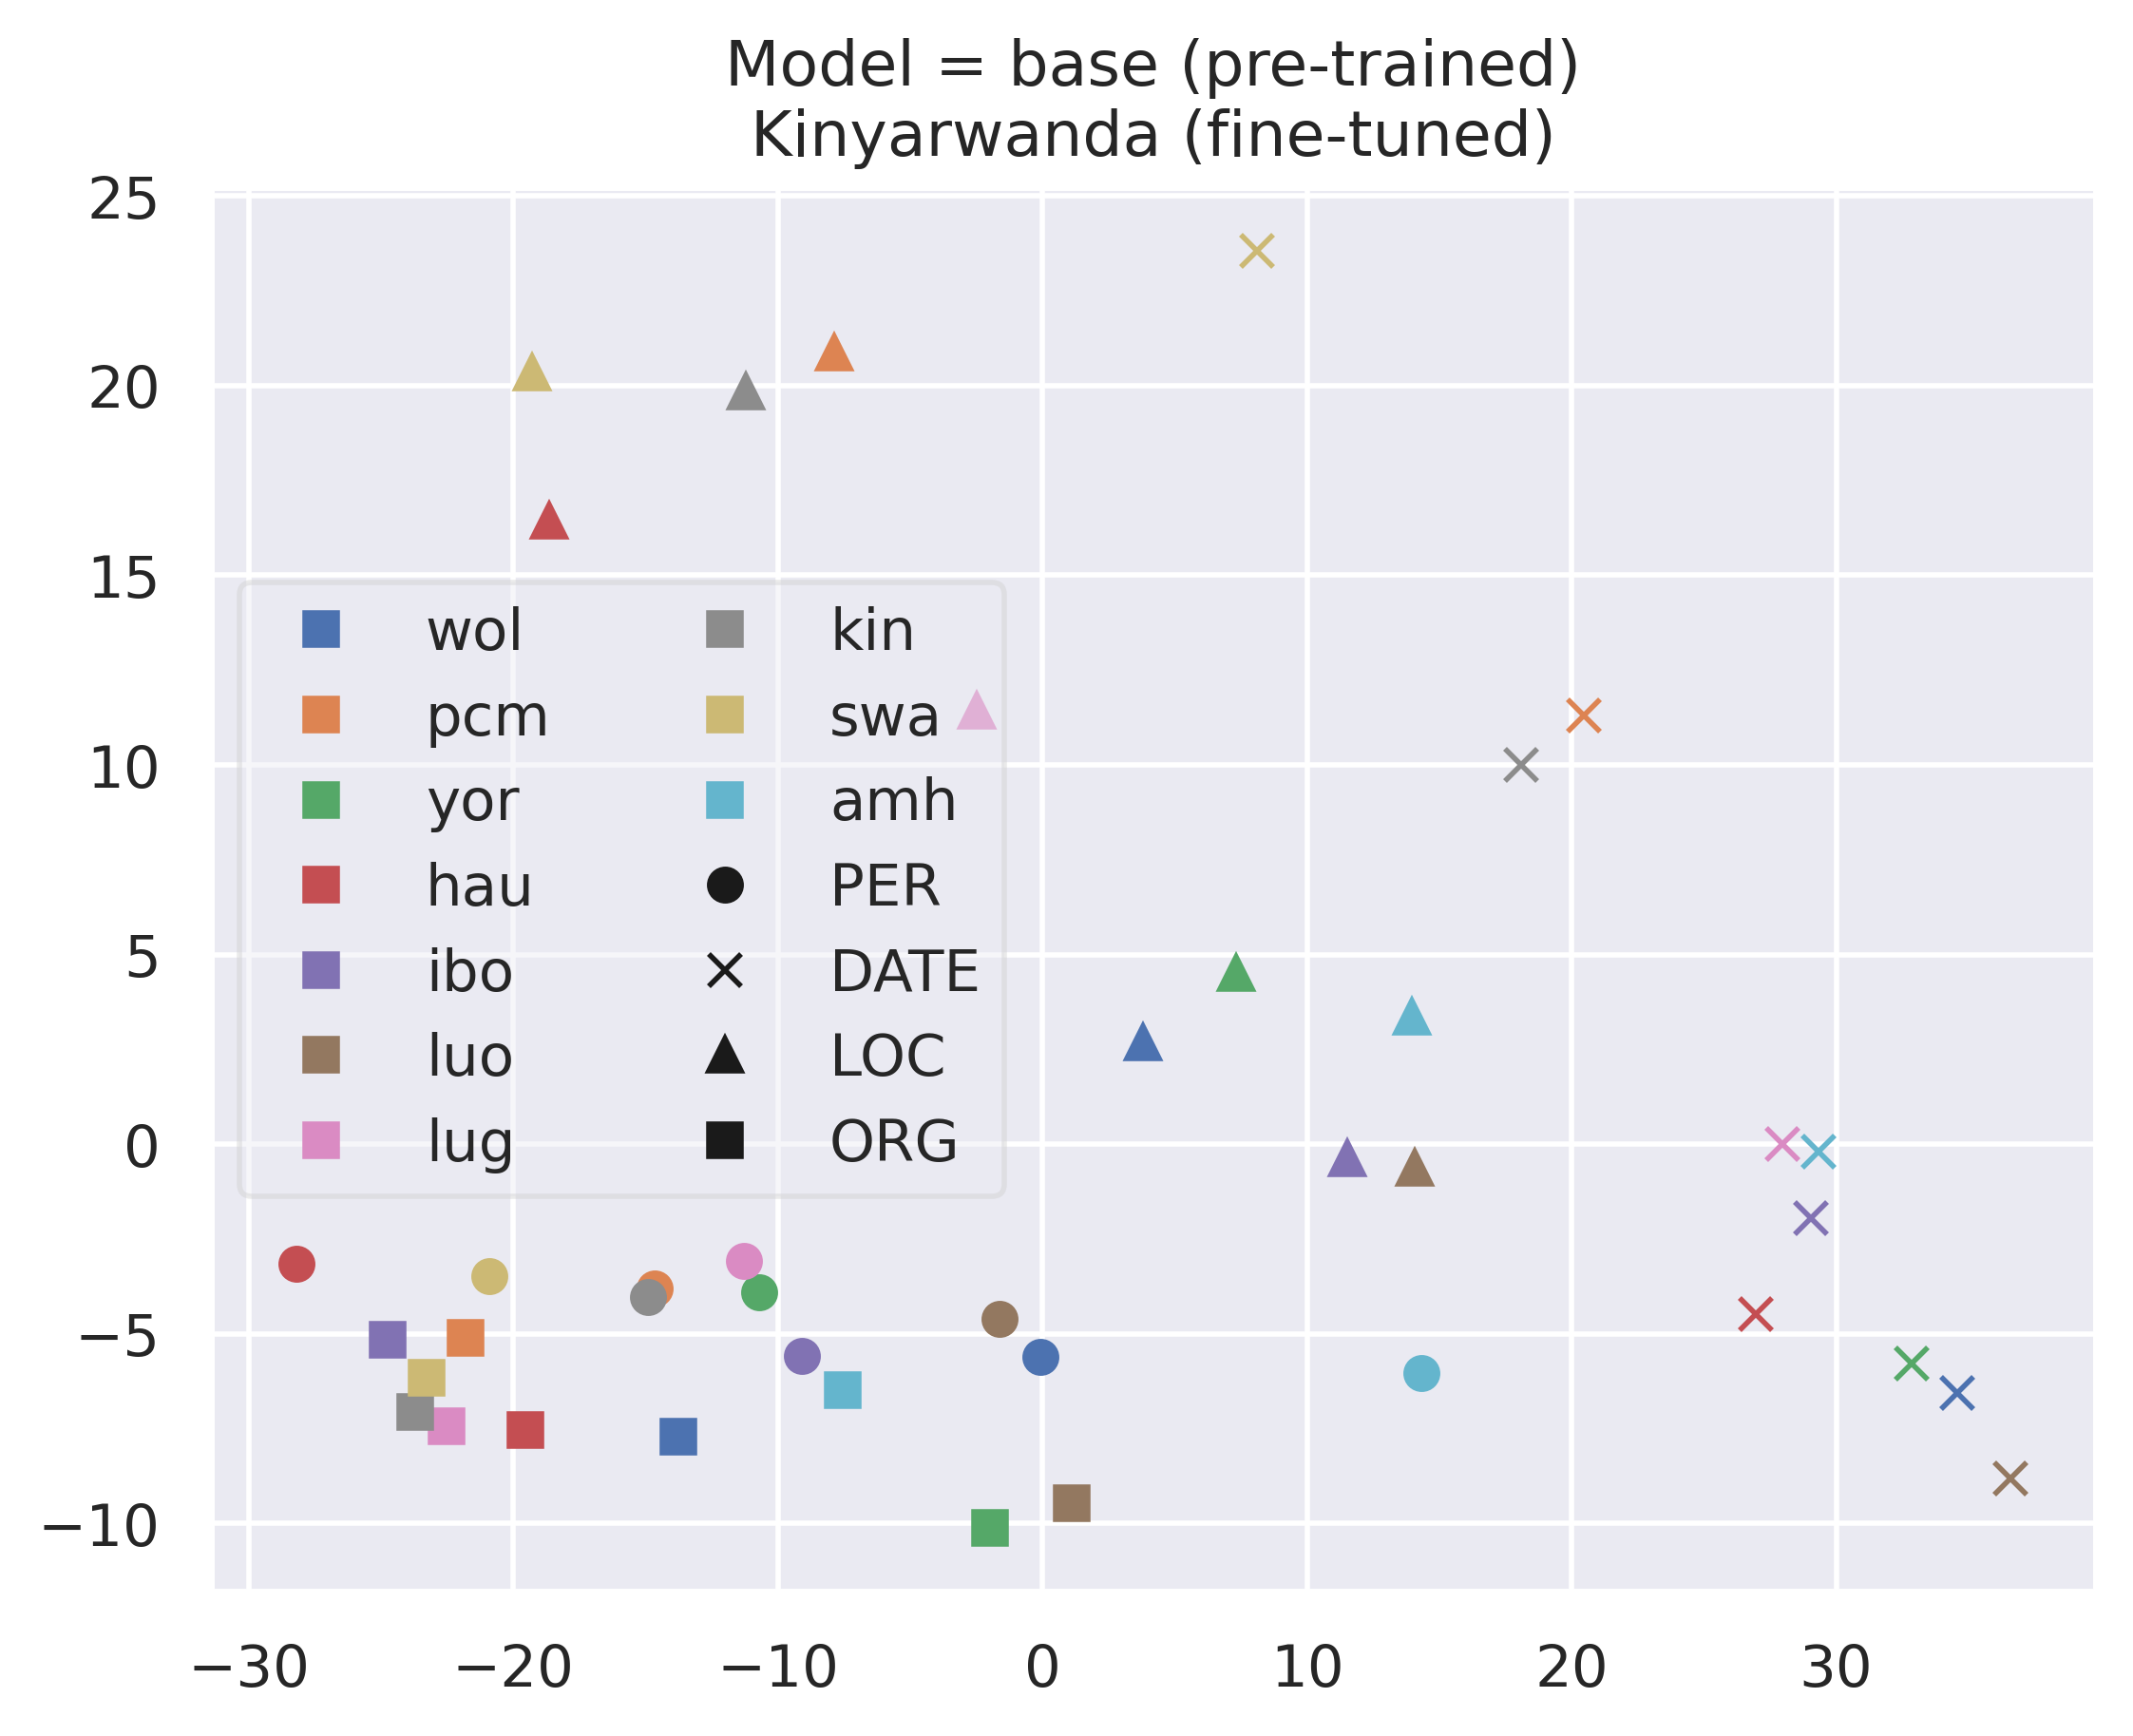 Model = base (pre-trained)
Kinyarwanda (fine-tuned)
25
20
15
10
5
0
−5
−10
wol
pcm
yor
hau
ibo
luo
lug
kin
swa
amh
PER
DATE
LOC
ORG
−30
−20
−10
0
10
20
30